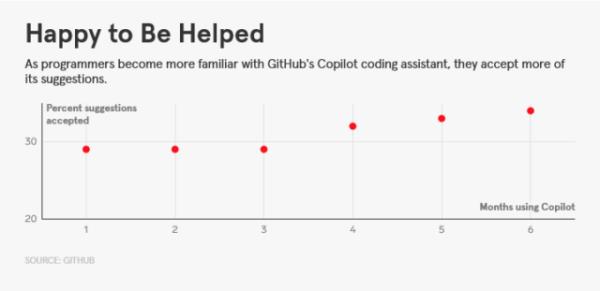 Happy to Be Helped
As programmers become more familiar with GitHub's Copilot coding assistant, they accept more of
its suggestions.
Percent suggestions
accepted
30
20
Months using Copilot
1 2 3 4 5 6
SOURCE: GITHUB